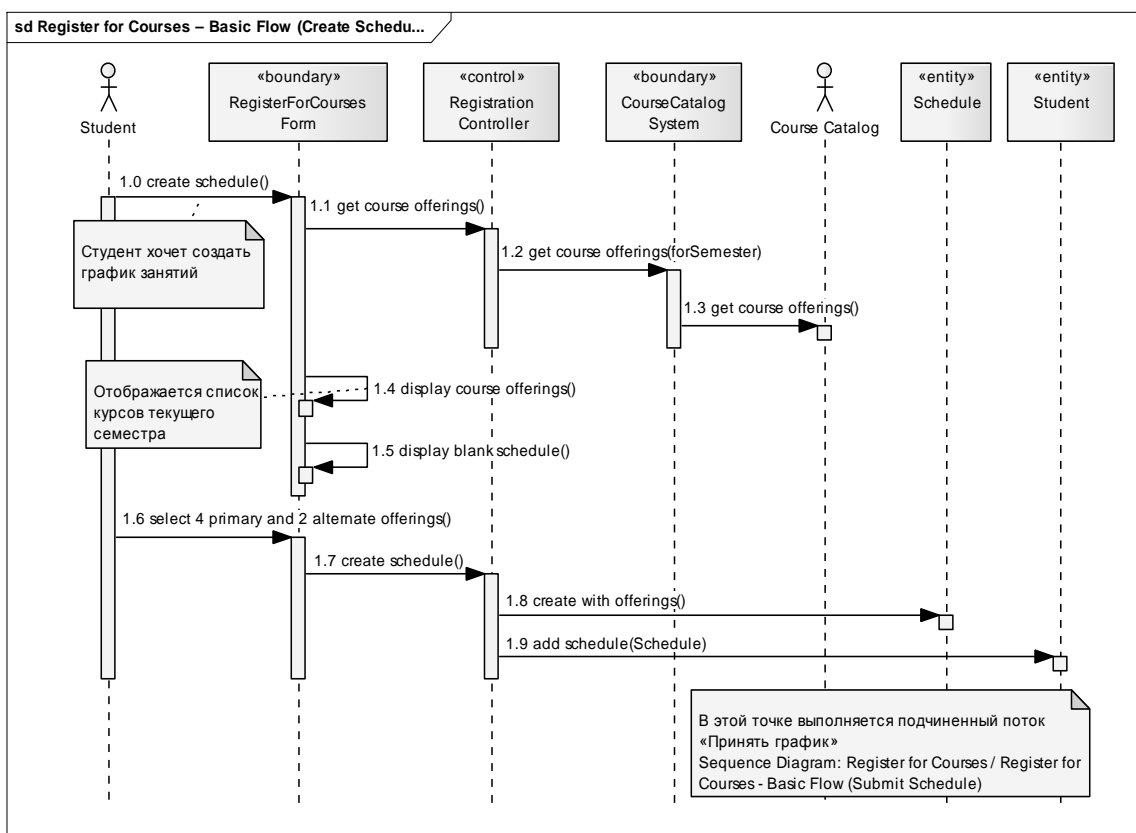 sd Register for Courses – Basic Flow (Create Schedu...
«boundary»
RegisterForCourses
Form
«control»
Registration
Controller
«boundary»
CourseCatalog
System
«entity»
Schedule
«entity»
Student
Student
Course Catalog
1.0 create schedule()
1.1 get course offerings()
Студент хочет создать
график занятий
1.2 get course offerings(forSemester)
1.3 get course offerings()
Отображается список
курсов текущего
семестра
1.4 display course offerings()
1.5 display blank schedule()
1.6 select 4 primary and 2 alternate offerings()
1.7 create schedule()
1.8 create with offerings()
1.9 add schedule(Schedule)
В этой точке выполняется подчиненный поток
«Принять график»
Sequence Diagram: Register for Courses / Register for
Courses - Basic Flow (Submit Schedule)